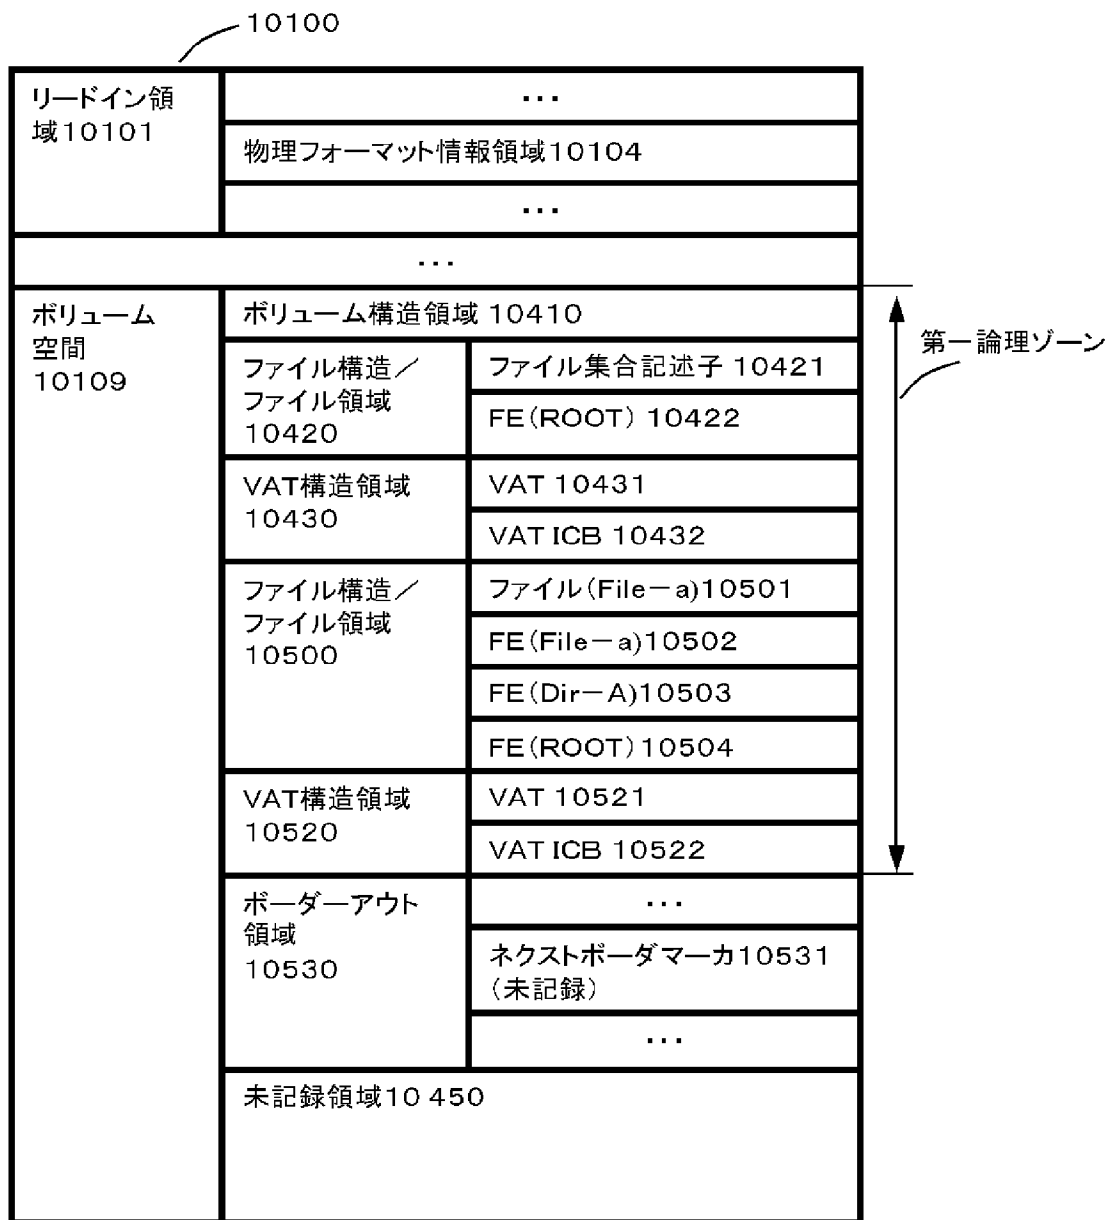 10100
リードイン領
域10101
...
物理フォーマット情報領域10104
...
...
ボリューム
空間
10109
ボリューム構造領域 10410
第一論理ゾーン
ファイル構造／
ファイル領域
10420
ファイル集合記述子 10421
FE(ROOT) 10422
VAT構造領域
10430
VAT 10431
VAT ICB 10432
ファイル構造／
ファイル領域
10500
ファイル(File－a)10501
FE(File－a)10502
FE(Dir－A)10503
FE(ROOT)10504
VAT構造領域
10520
VAT 10521
VAT ICB 10522
ボーダーアウト
領域
10530
...
ネクストボーダマーカ10531
(未記録)
...
未記録領域10 450